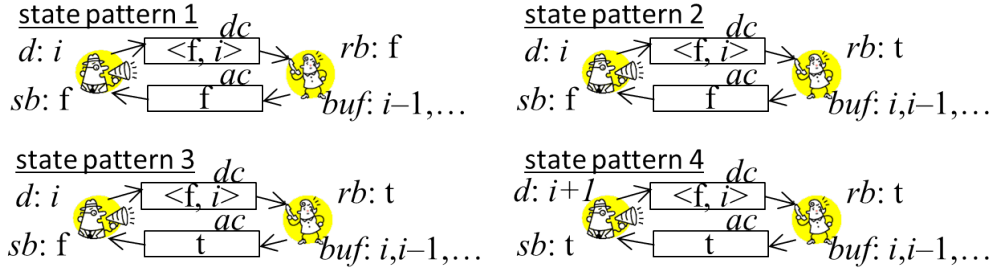 state pattern 1
dc
d: i
<f, i>
rb: f
ac
sb: f
f
buf: i–1,…
state pattern 2
dc
d: i
<f, i>
rb: t
ac
sb: f
f
buf: i,i–1,…
state pattern 3
dc
d: i
<f, i>
rb: t
ac
sb: f
t
buf: i,i–1,…
state pattern 4
dc
d: i+1
<f, i>
rb: t
ac
sb: t
t
buf: i,i–1,…